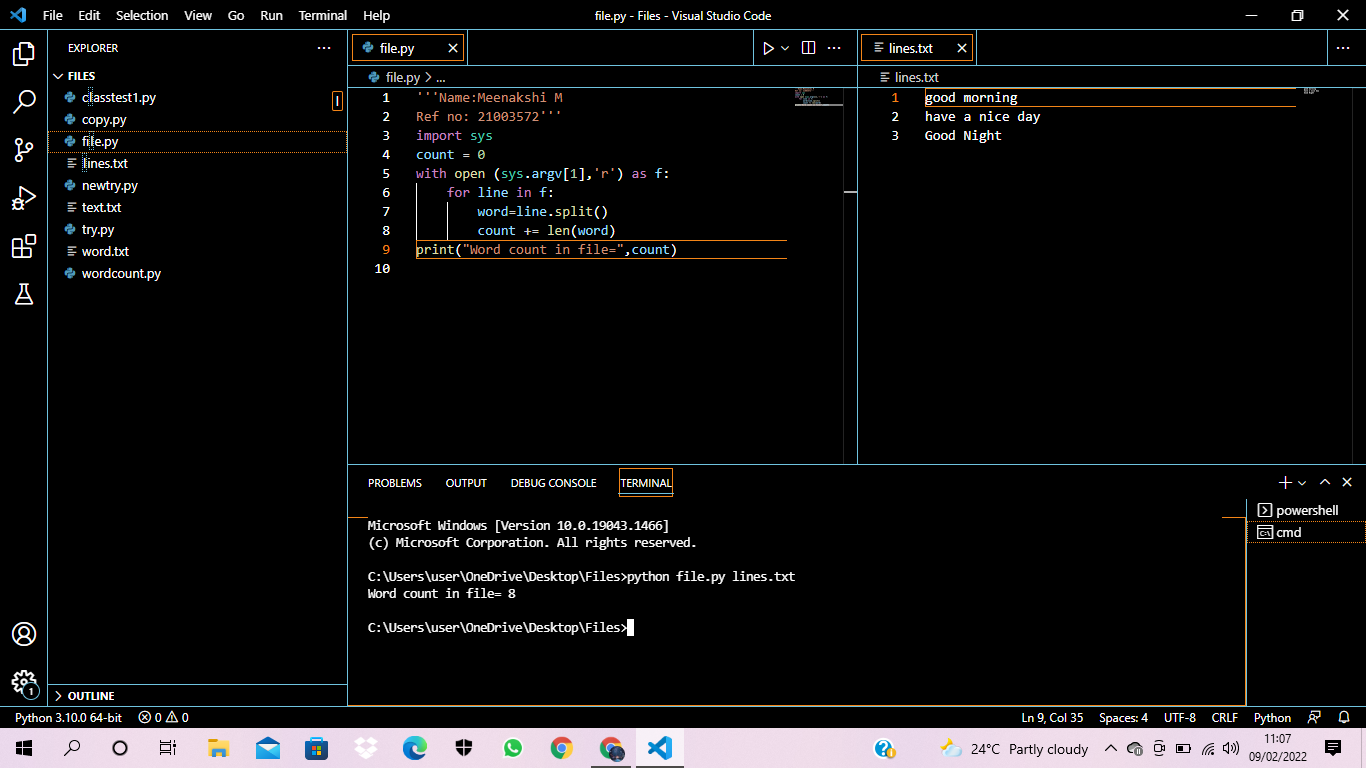 File Edit Selection View Go Run Terminal Help file.py - Files - Visual Studio Code
EXPLORER
FILES
classtest1.py
copy.py
file.py
lines.txt
newtry.py
text.txt
try.py
word.txt
wordcount.py
OUTLINE
file.py
file.py > ...
1 '''Name:Meenakshi M
2 Ref no: 21003572'''
3 import sys
4 count = 0
5 with open (sys.argv[1],'r') as f:
6     for line in f:
7         word=line.split()
8         count += len(word)
9 print("Word count in file=",count)
10
lines.txt
lines.txt
1 good morning
2 have a nice day
3 Good Night
PROBLEMS OUTPUT DEBUG CONSOLE TERMINAL
Microsoft Windows [Version 10.0.19043.1466]
(c) Microsoft Corporation. All rights reserved.
C:\Users\user\OneDrive\Desktop\Files>python file.py lines.txt
Word count in file= 8
C:\Users\user\OneDrive\Desktop\Files>
powershell
cmd
1
Python 3.10.0 64-bit 0 0 Ln 9, Col 35 Spaces: 4 UTF-8 CRLF Python
24°C Partly cloudy
11:07
09/02/2022